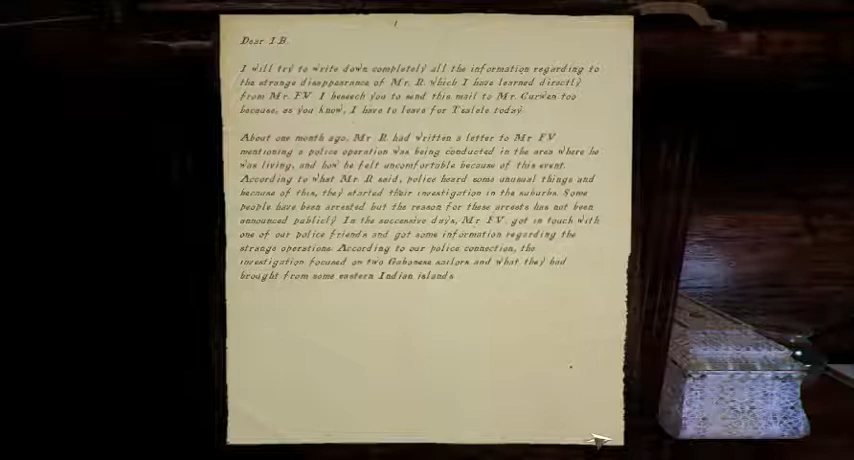 Dear I.B.
I will try to write down completely all the information regarding to
the strange disappearance of Mr. R. which I have learned directly
from Mr. F.V. I beseech you to send this mail to Mr. Curwen too
because, as you know, I have to leave for Tealele today.
About one month ago, Mr. R. had written a letter to Mr. F.V.
mentioning a police operation was being conducted in the area where he
was living, and how he felt uncomfortable because of this event.
According to what Mr. R. said, police heard some unusual things and
because of this, they started their investigation in the suburbs. Some
people have been arrested but the reason for these arrests has not been
announced publicly. In the successive days, Mr. F.V. got in touch with
one of our police friends and got some information regarding the
strange operations. According to our police connection, the
investigation focused on two Gabonese sailors and what they had
brought from some eastern Indian islands